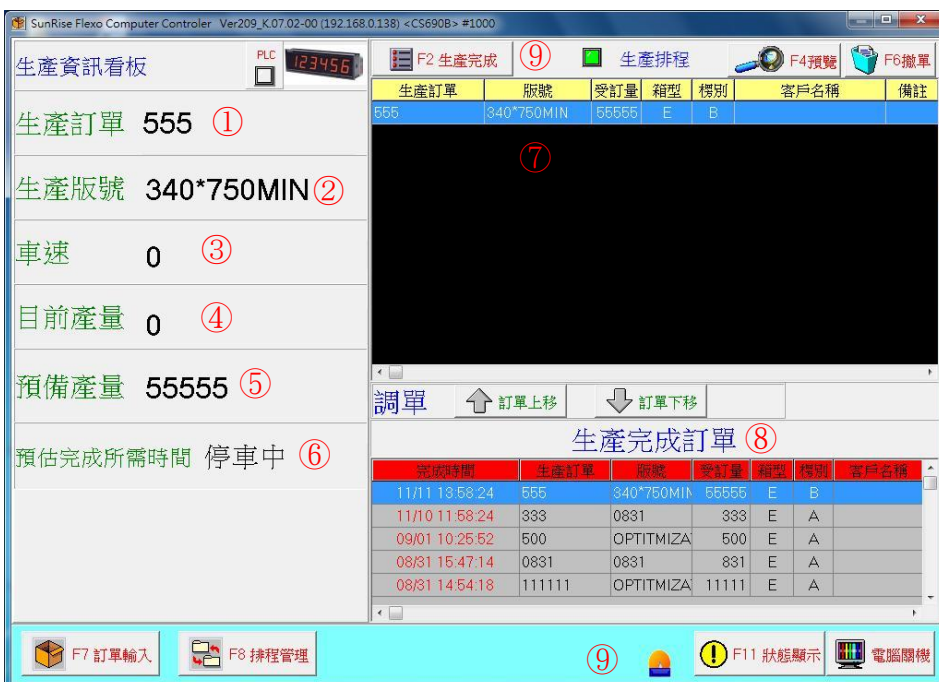 SunRise Flexo Computer Controler Ver209_K.07.02-00 (192.168.0.138) <CS690B> #1000
生產資訊看板 PLC 123456
生產訂單 555 ①
生產版號 340*750MIN ②
車速 0 ③
目前產量 0 ④
預備產量 55555 ⑤
預估完成所需時間 停車中 ⑥
F2 生產完成 ⑨ 生產排程 F4預覽 F6撤單
生產訂單 版號 受訂量 箱型 楞別 客戶名稱 備註
555 340*750MIN 55555 E B
⑦
調單 訂單上移 訂單下移
生產完成訂單 ⑧
完成時間 生產訂單 版號 受訂量 箱型 楞別 客戶名稱
11/11 13:58:24 555 340*750MIN 55555 E B
11/10 11:58:24 333 0831 333 E A
09/01 10:25:52 500 OPTITMIZA 500 E A
08/31 15:47:14 0831 0831 831 E A
08/31 14:54:18 111111 OPTITMIZA 11111 E A
F7 訂單輸入 F8 排程管理 ⑨ F11 狀態顯示 電腦關機